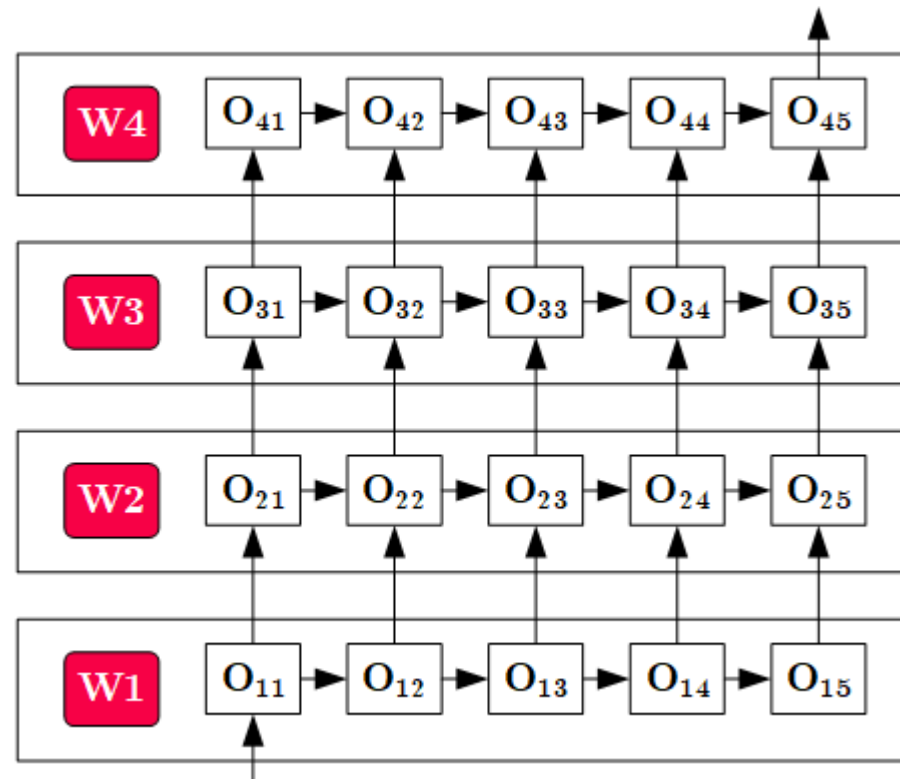 W4 O₄₁ O₄₂ O₄₃ O₄₄ O₄₅
W3 O₃₁ O₃₂ O₃₃ O₃₄ O₃₅
W2 O₂₁ O₂₂ O₂₃ O₂₄ O₂₅
W1 O₁₁ O₁₂ O₁₃ O₁₄ O₁₅